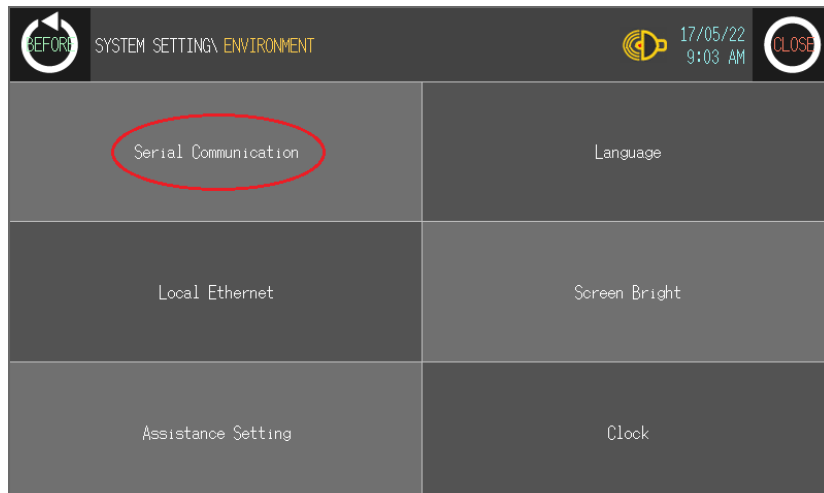 BEFORE
SYSTEM SETTING\ ENVIRONMENT
17/05/22
9:03 AM
CLOSE
Serial Communication
Language
Local Ethernet
Screen Bright
Assistance Setting
Clock